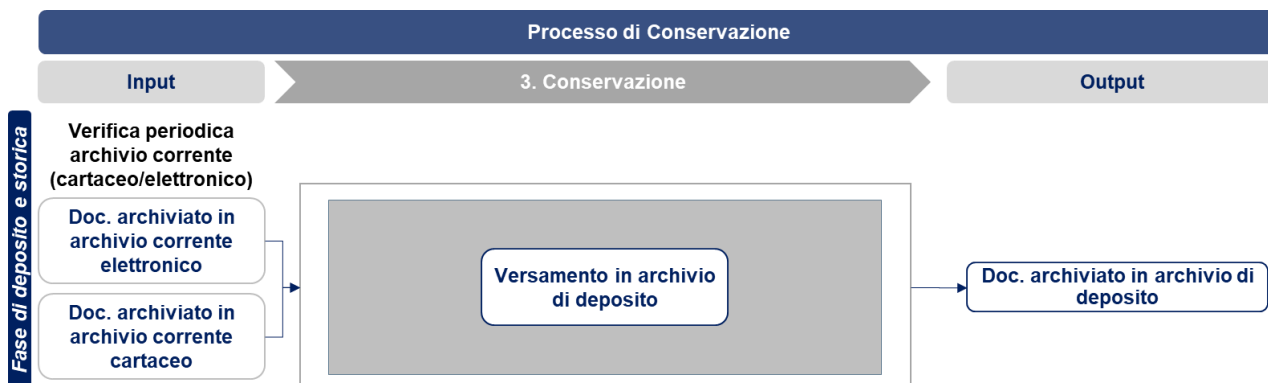 Processo di Conservazione
Input
3. Conservazione
Output
Fase di deposito e storica
Verifica periodica
archivio corrente
(cartaceo/elettronico)
Doc. archiviato in
archivio corrente
elettronico
Doc. archiviato in
archivio corrente
cartaceo
Versamento in archivio
di deposito
Doc. archiviato in archivio di
deposito